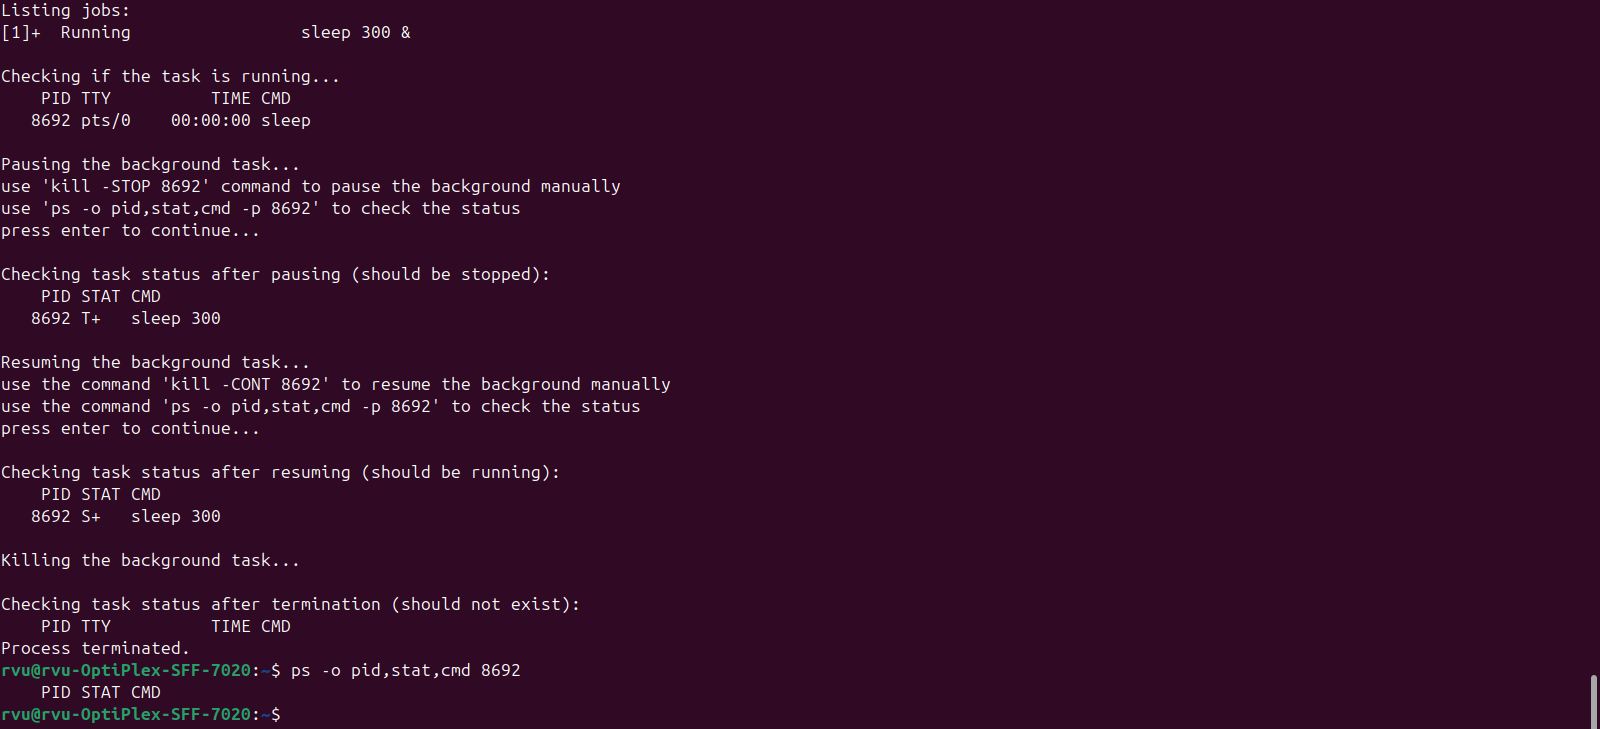 Listing jobs:
[1]+  Running                 sleep 300 &
Checking if the task is running...
    PID TTY          TIME CMD
   8692 pts/0    00:00:00 sleep
Pausing the background task...
use 'kill -STOP 8692' command to pause the background manually
use 'ps -o pid,stat,cmd -p 8692' to check the status
press enter to continue...
Checking task status after pausing (should be stopped):
    PID STAT CMD
   8692 T+   sleep 300
Resuming the background task...
use the command 'kill -CONT 8692' to resume the background manually
use the command 'ps -o pid,stat,cmd -p 8692' to check the status
press enter to continue...
Checking task status after resuming (should be running):
    PID STAT CMD
   8692 S+   sleep 300
Killing the background task...
Checking task status after termination (should not exist):
    PID TTY          TIME CMD
Process terminated.
rvu@rvu-OptiPlex-SFF-7020:~$ ps -o pid,stat,cmd 8692
    PID STAT CMD
rvu@rvu-OptiPlex-SFF-7020:~$